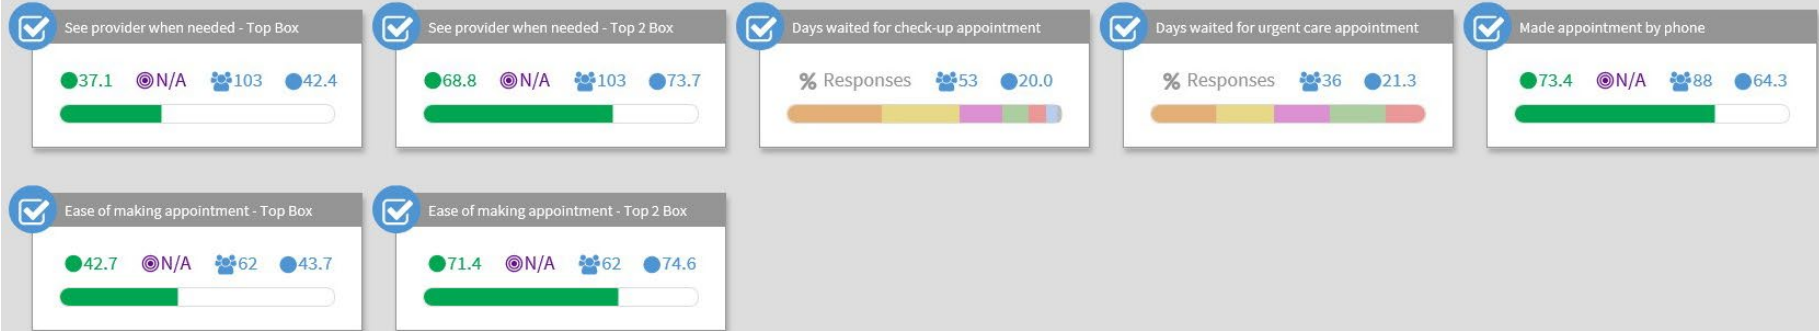 See provider when needed - Top Box
37.1 N/A 103 42.4
See provider when needed - Top 2 Box
68.8 N/A 103 73.7
Days waited for check-up appointment
% Responses 53 20.0
Days waited for urgent care appointment
% Responses 36 21.3
Made appointment by phone
73.4 N/A 88 64.3
Ease of making appointment - Top Box
42.7 N/A 62 43.7
Ease of making appointment - Top 2 Box
71.4 N/A 62 74.6